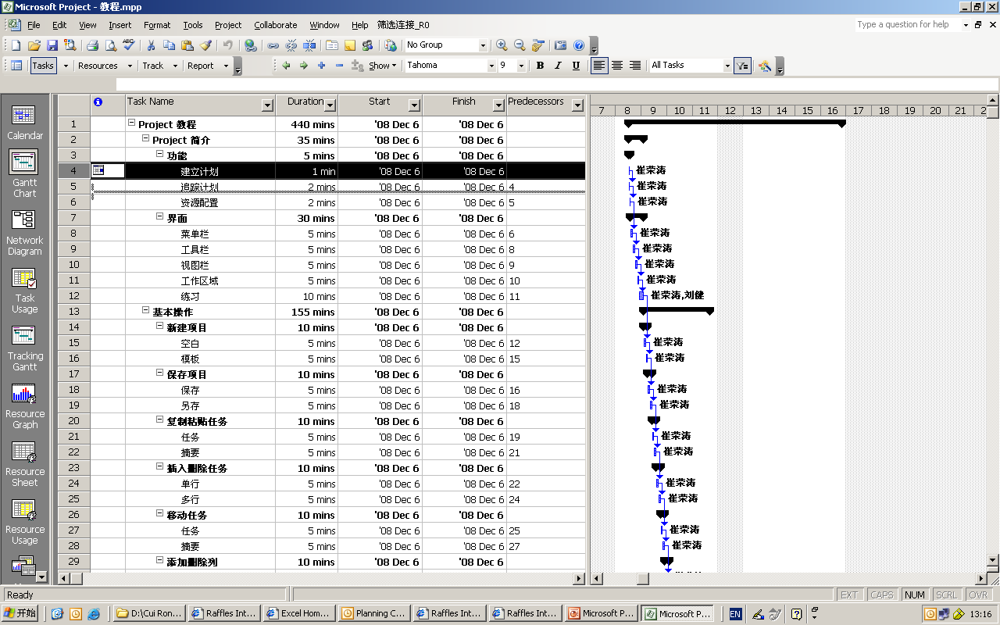 Microsoft Project - 教程.mpp
File Edit View Insert Format Tools Project Collaborate Window Help 筛选连接_R0 Type a question for help
No Group
Tasks Resources Track Report Show Tahoma 9 B I U All Tasks
Task Name Duration Start Finish Predecessors 7 8 9 10 11 12 13 14 15 16 17 18 19 20 21 2
1 Project 教程 440 mins '08 Dec 6 '08 Dec 6
2 Project 简介 35 mins '08 Dec 6 '08 Dec 6
3 功能 5 mins '08 Dec 6 '08 Dec 6
4 建立计划 1 min '08 Dec 6 '08 Dec 6 崔荣涛
5 追踪计划 2 mins '08 Dec 6 '08 Dec 6 4 崔荣涛
6 资源配置 2 mins '08 Dec 6 '08 Dec 6 5 崔荣涛
7 界面 30 mins '08 Dec 6 '08 Dec 6
8 菜单栏 5 mins '08 Dec 6 '08 Dec 6 6 崔荣涛
9 工具栏 5 mins '08 Dec 6 '08 Dec 6 8 崔荣涛
10 视图栏 5 mins '08 Dec 6 '08 Dec 6 9 崔荣涛
11 工作区域 5 mins '08 Dec 6 '08 Dec 6 10 崔荣涛
12 练习 10 mins '08 Dec 6 '08 Dec 6 11 崔荣涛,刘健
13 基本操作 155 mins '08 Dec 6 '08 Dec 6
14 新建项目 10 mins '08 Dec 6 '08 Dec 6
15 空白 5 mins '08 Dec 6 '08 Dec 6 12 崔荣涛
16 模板 5 mins '08 Dec 6 '08 Dec 6 15 崔荣涛
17 保存项目 10 mins '08 Dec 6 '08 Dec 6
18 保存 5 mins '08 Dec 6 '08 Dec 6 16 崔荣涛
19 另存 5 mins '08 Dec 6 '08 Dec 6 18 崔荣涛
20 复制粘贴任务 10 mins '08 Dec 6 '08 Dec 6
21 任务 5 mins '08 Dec 6 '08 Dec 6 19 崔荣涛
22 摘要 5 mins '08 Dec 6 '08 Dec 6 21 崔荣涛
23 插入删除任务 10 mins '08 Dec 6 '08 Dec 6
24 单行 5 mins '08 Dec 6 '08 Dec 6 22 崔荣涛
25 多行 5 mins '08 Dec 6 '08 Dec 6 24 崔荣涛
26 移动任务 10 mins '08 Dec 6 '08 Dec 6
27 任务 5 mins '08 Dec 6 '08 Dec 6 25 崔荣涛
28 摘要 5 mins '08 Dec 6 '08 Dec 6 27 崔荣涛
29 添加删除列 10 mins '08 Dec 6 '08 Dec 6
Calendar
Gantt
Chart
Network
Diagram
Task
Usage
Tracking
Gantt
Resource
Graph
Resource
Sheet
Resource
Usage
Ready EXT CAPS NUM SCRL OVR
开始 D:\Cui Ron... Raffles Int... Excel Hom... Planning C... Raffles Int... Raffles Int... Microsoft P... Microsoft P... EN 13:16